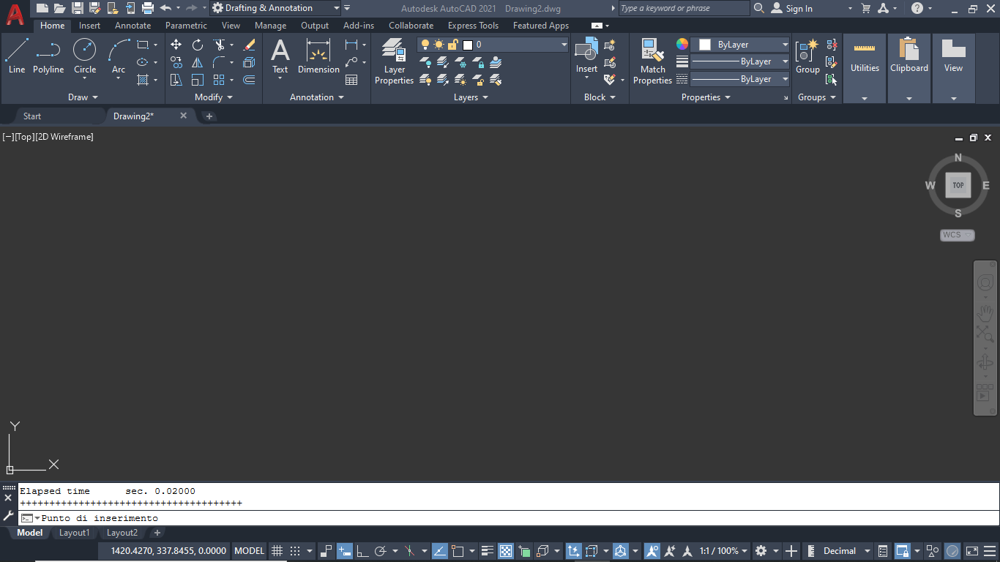 Drafting & Annotation
Autodesk AutoCAD 2021 Drawing2.dwg
Type a keyword or phrase
Sign In
Home Insert Annotate Parametric View Manage Output Add-ins Collaborate Express Tools Featured Apps
Line Polyline Circle Arc
Draw
Modify
Text Dimension
Annotation
Layer Properties
0
Layers
Insert
Block
Match Properties
ByLayer
ByLayer
ByLayer
Properties
Group
Groups
Utilities
Clipboard
View
Start
Drawing2*
[−][Top][2D Wireframe]
N
W TOP E
S
WCS
Y
X
Elapsed time sec. 0.02000
++++++++++++++++++++++++++++++++++++++
Punto di inserimento
Model Layout1 Layout2
1420.4270, 337.8455, 0.0000 MODEL 1:1 / 100% Decimal